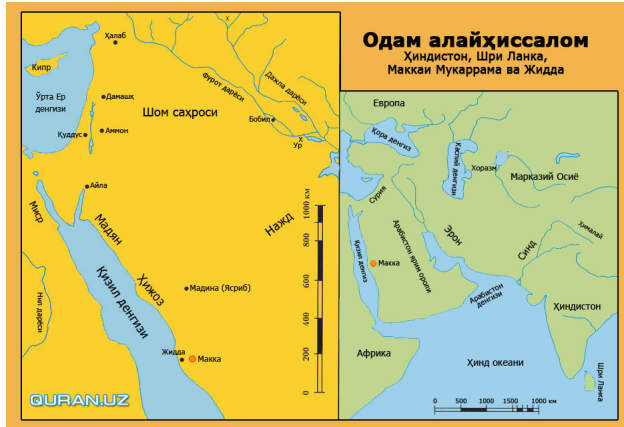 Одам алайҳиссалом
Ҳиндистон, Шри Ланка,
Маккаи Мукаррама ва Жидда
Ҳалаб
х
Кипр
Ўрта Ер
денгизи
Дамашқ
Шом саҳроси
Фурот дарёси
Дажла дарёси
Бобил
х
Ур
Қуддус
Аммон
Айла
Миср
Мадян
Нажд
1000 км
800
600
400
200
0
Ҳижоз
Қизил денгизи
Нил дарёси
Мадина (Ясриб)
Жидда
Макка
QURAN.UZ
Европа
Қора денгиз
Каспий денгизи
Хоразм
Марказий Осиё
Сурия
Эрон
Арабистон ярим ороли
Қизил денгиз
Макка
Синд
Ҳималай
Арабистон
денгизи
Ҳиндистон
Африка
Ҳинд океани
Шри Ланка
0 500 1000 1500 1000 км